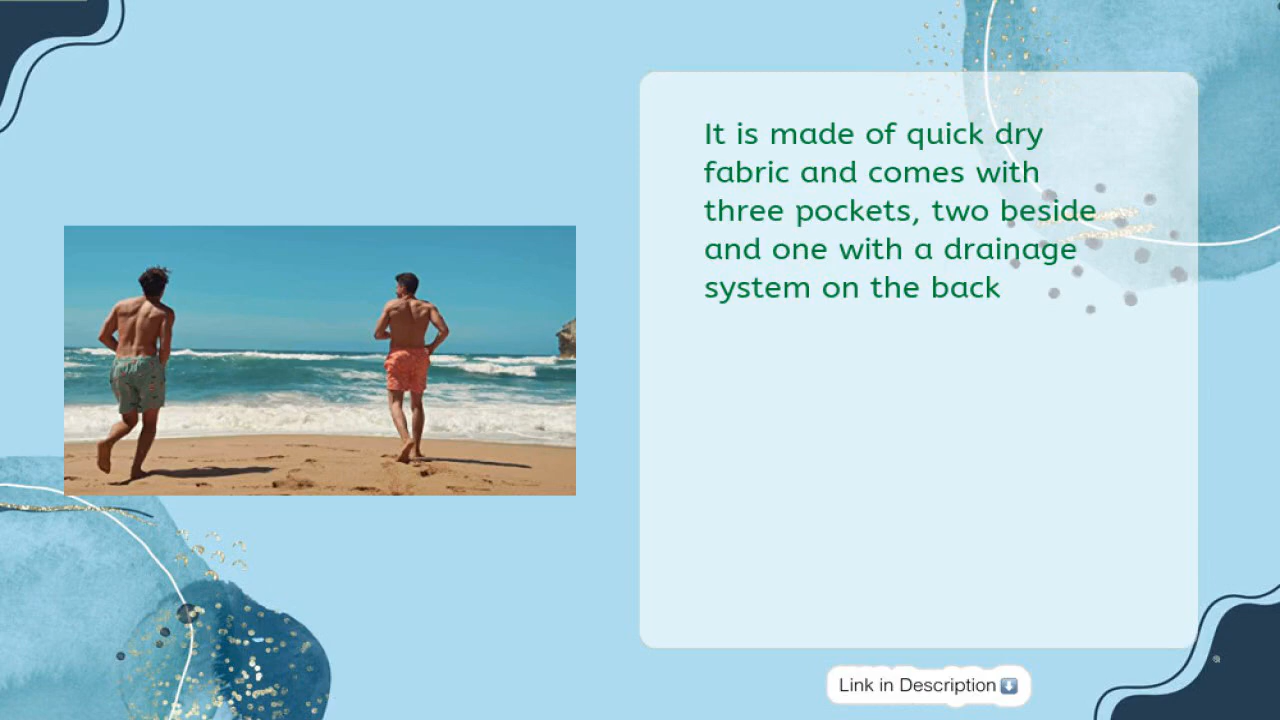 It is made of quick dry
fabric and comes with
three pockets, two beside
and one with a drainage
system on the back
Link in Description ⬇️